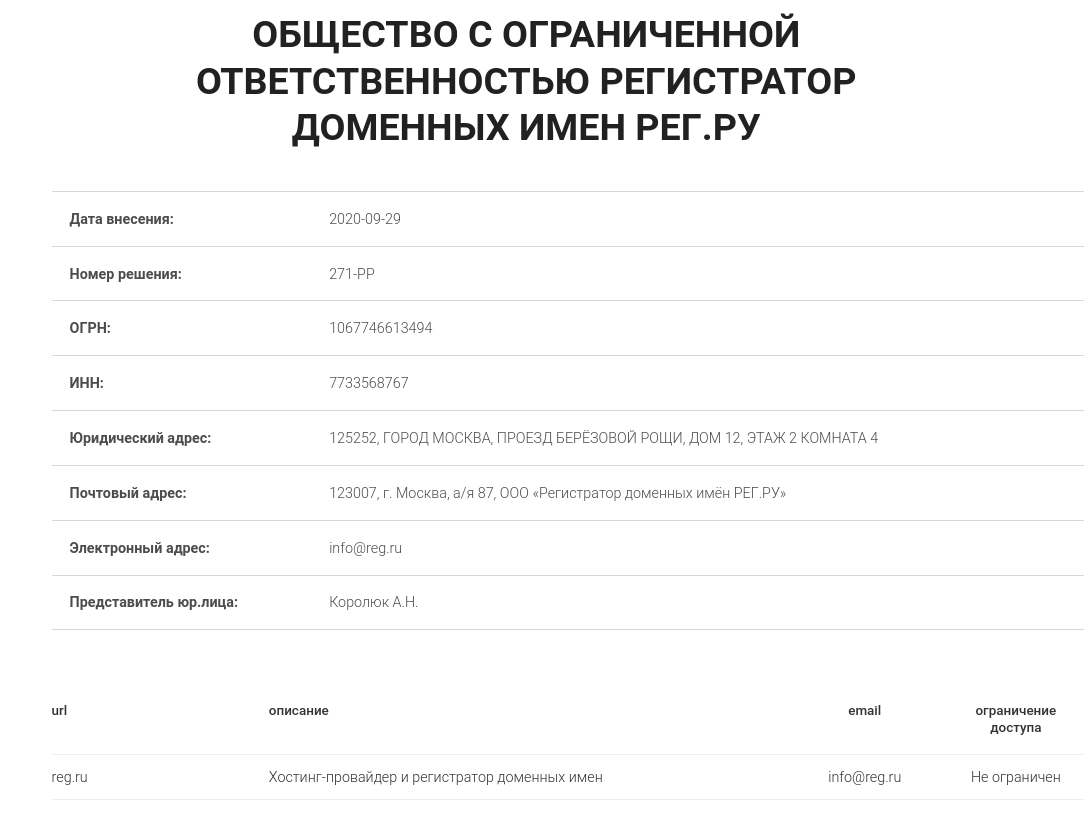 ОБЩЕСТВО С ОГРАНИЧЕННОЙ
ОТВЕТСТВЕННОСТЬЮ РЕГИСТРАТОР
ДОМЕННЫХ ИМЕН РЕГ.РУ
Дата внесения: 2020-09-29
Номер решения: 271-РР
ОГРН: 1067746613494
ИНН: 7733568767
Юридический адрес: 125252, ГОРОД МОСКВА, ПРОЕЗД БЕРЁЗОВОЙ РОЩИ, ДОМ 12, ЭТАЖ 2 КОМНАТА 4
Почтовый адрес: 123007, г. Москва, а/я 87, ООО «Регистратор доменных имён РЕГ.РУ»
Электронный адрес: info@reg.ru
Представитель юр.лица: Королюк А.Н.
url описание email ограничение
доступа
reg.ru Хостинг-провайдер и регистратор доменных имен info@reg.ru Не ограничен